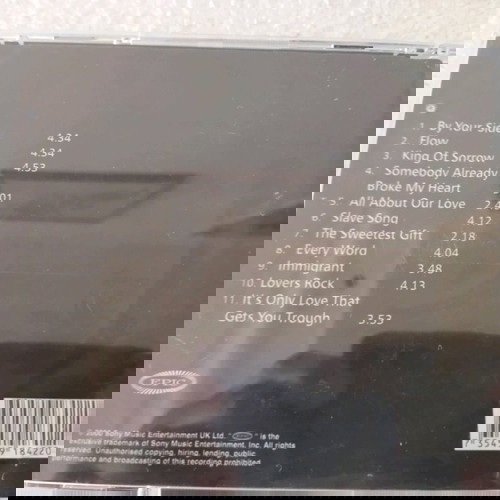 4.34
1. By Your Side
4.34
2. Flow
4.53
3. King Of Sorrow
4. Somebody Already
Broke My Heart
01
5. All About Our Love 2.4
6. Slave Song 4.12
7. The Sweetest Gift 2.18
8. Every Word 4.04
9. Immigrant 3.48
10. Lovers Rock 4.13
11. It's Only Love That
Gets You Trough 3.53
EPIC
Sony Music Entertainment UK Ltd. " " is the
exclusive trademark of Sony Music Entertainment, Inc. All rights
reserved. Unauthorised copying, hiring, lending, public
performance and broadcasting of this recording prohibited.
184220